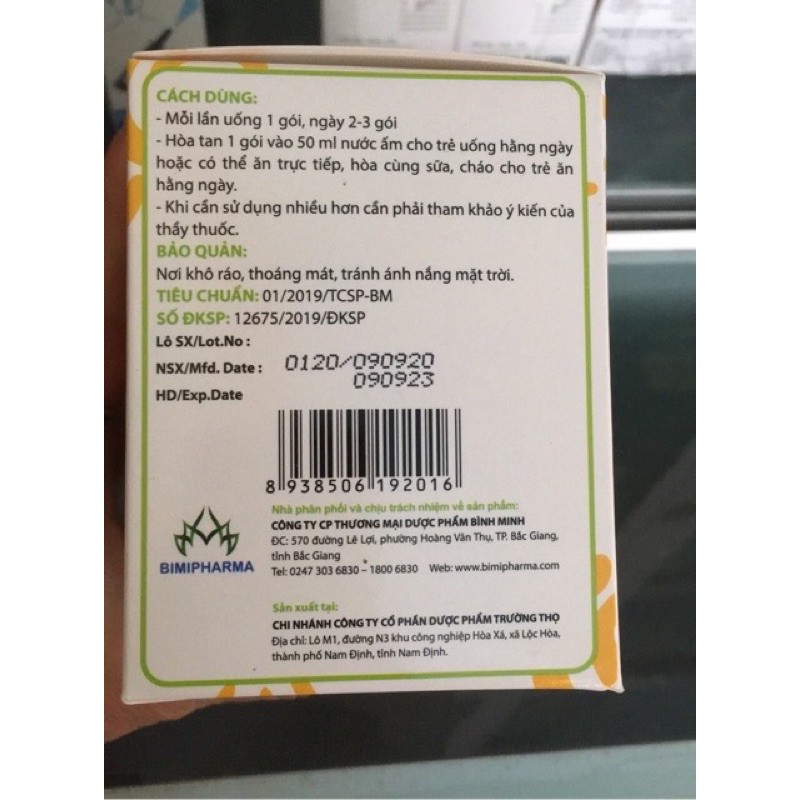 CÁCH DÙNG:
- Mỗi lần uống 1 gói, ngày 2-3 gói
- Hòa tan 1 gói vào 50 ml nước ấm cho trẻ uống hằng ngày
hoặc có thể ăn trực tiếp, hòa cùng sữa, cháo cho trẻ ăn
hằng ngày.
- Khi cần sử dụng nhiều hơn cần phải tham khảo ý kiến của
thầy thuốc.
BẢO QUẢN:
Nơi khô ráo, thoáng mát, tránh ánh nắng mặt trời.
TIÊU CHUẨN: 01/2019/TCSP-BM
SỐ ĐKSP: 12675/2019/ĐKSP
Lô SX/Lot.No :
NSX/Mfd. Date : 0120/090920
090923
HD/Exp.Date
8 938506 192016
Nhà phân phối và chịu trách nhiệm về sản phẩm:
CÔNG TY CP THƯƠNG MẠI DƯỢC PHẨM BÌNH MINH
ĐC: 570 đường Lê Lợi, phường Hoàng Văn Thụ, TP. Bắc Giang,
tỉnh Bắc Giang
Tel: 0247 303 6830 – 1800 6830 Web: www.bimipharma.com
BIMIPHARMA
Sản xuất tại:
CHI NHÁNH CÔNG TY CỔ PHẦN DƯỢC PHẨM TRƯỜNG THỌ
Địa chỉ: Lô M1, đường N3 khu công nghiệp Hòa Xá, xã Lộc Hòa,
thành phố Nam Định, tỉnh Nam Định.